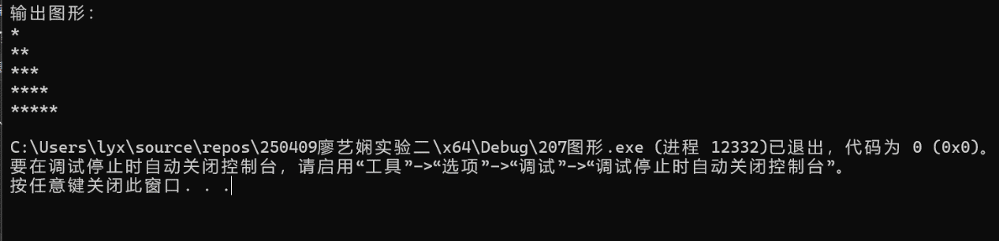 输出图形:
*
**
***
****
*****
C:\Users\lyx\source\repos\250409廖艺娴实验二\x64\Debug\207图形.exe (进程 12332)已退出，代码为 0 (0x0)。
要在调试停止时自动关闭控制台，请启用“工具”->“选项”->“调试”->“调试停止时自动关闭控制台”。
按任意键关闭此窗口. . .